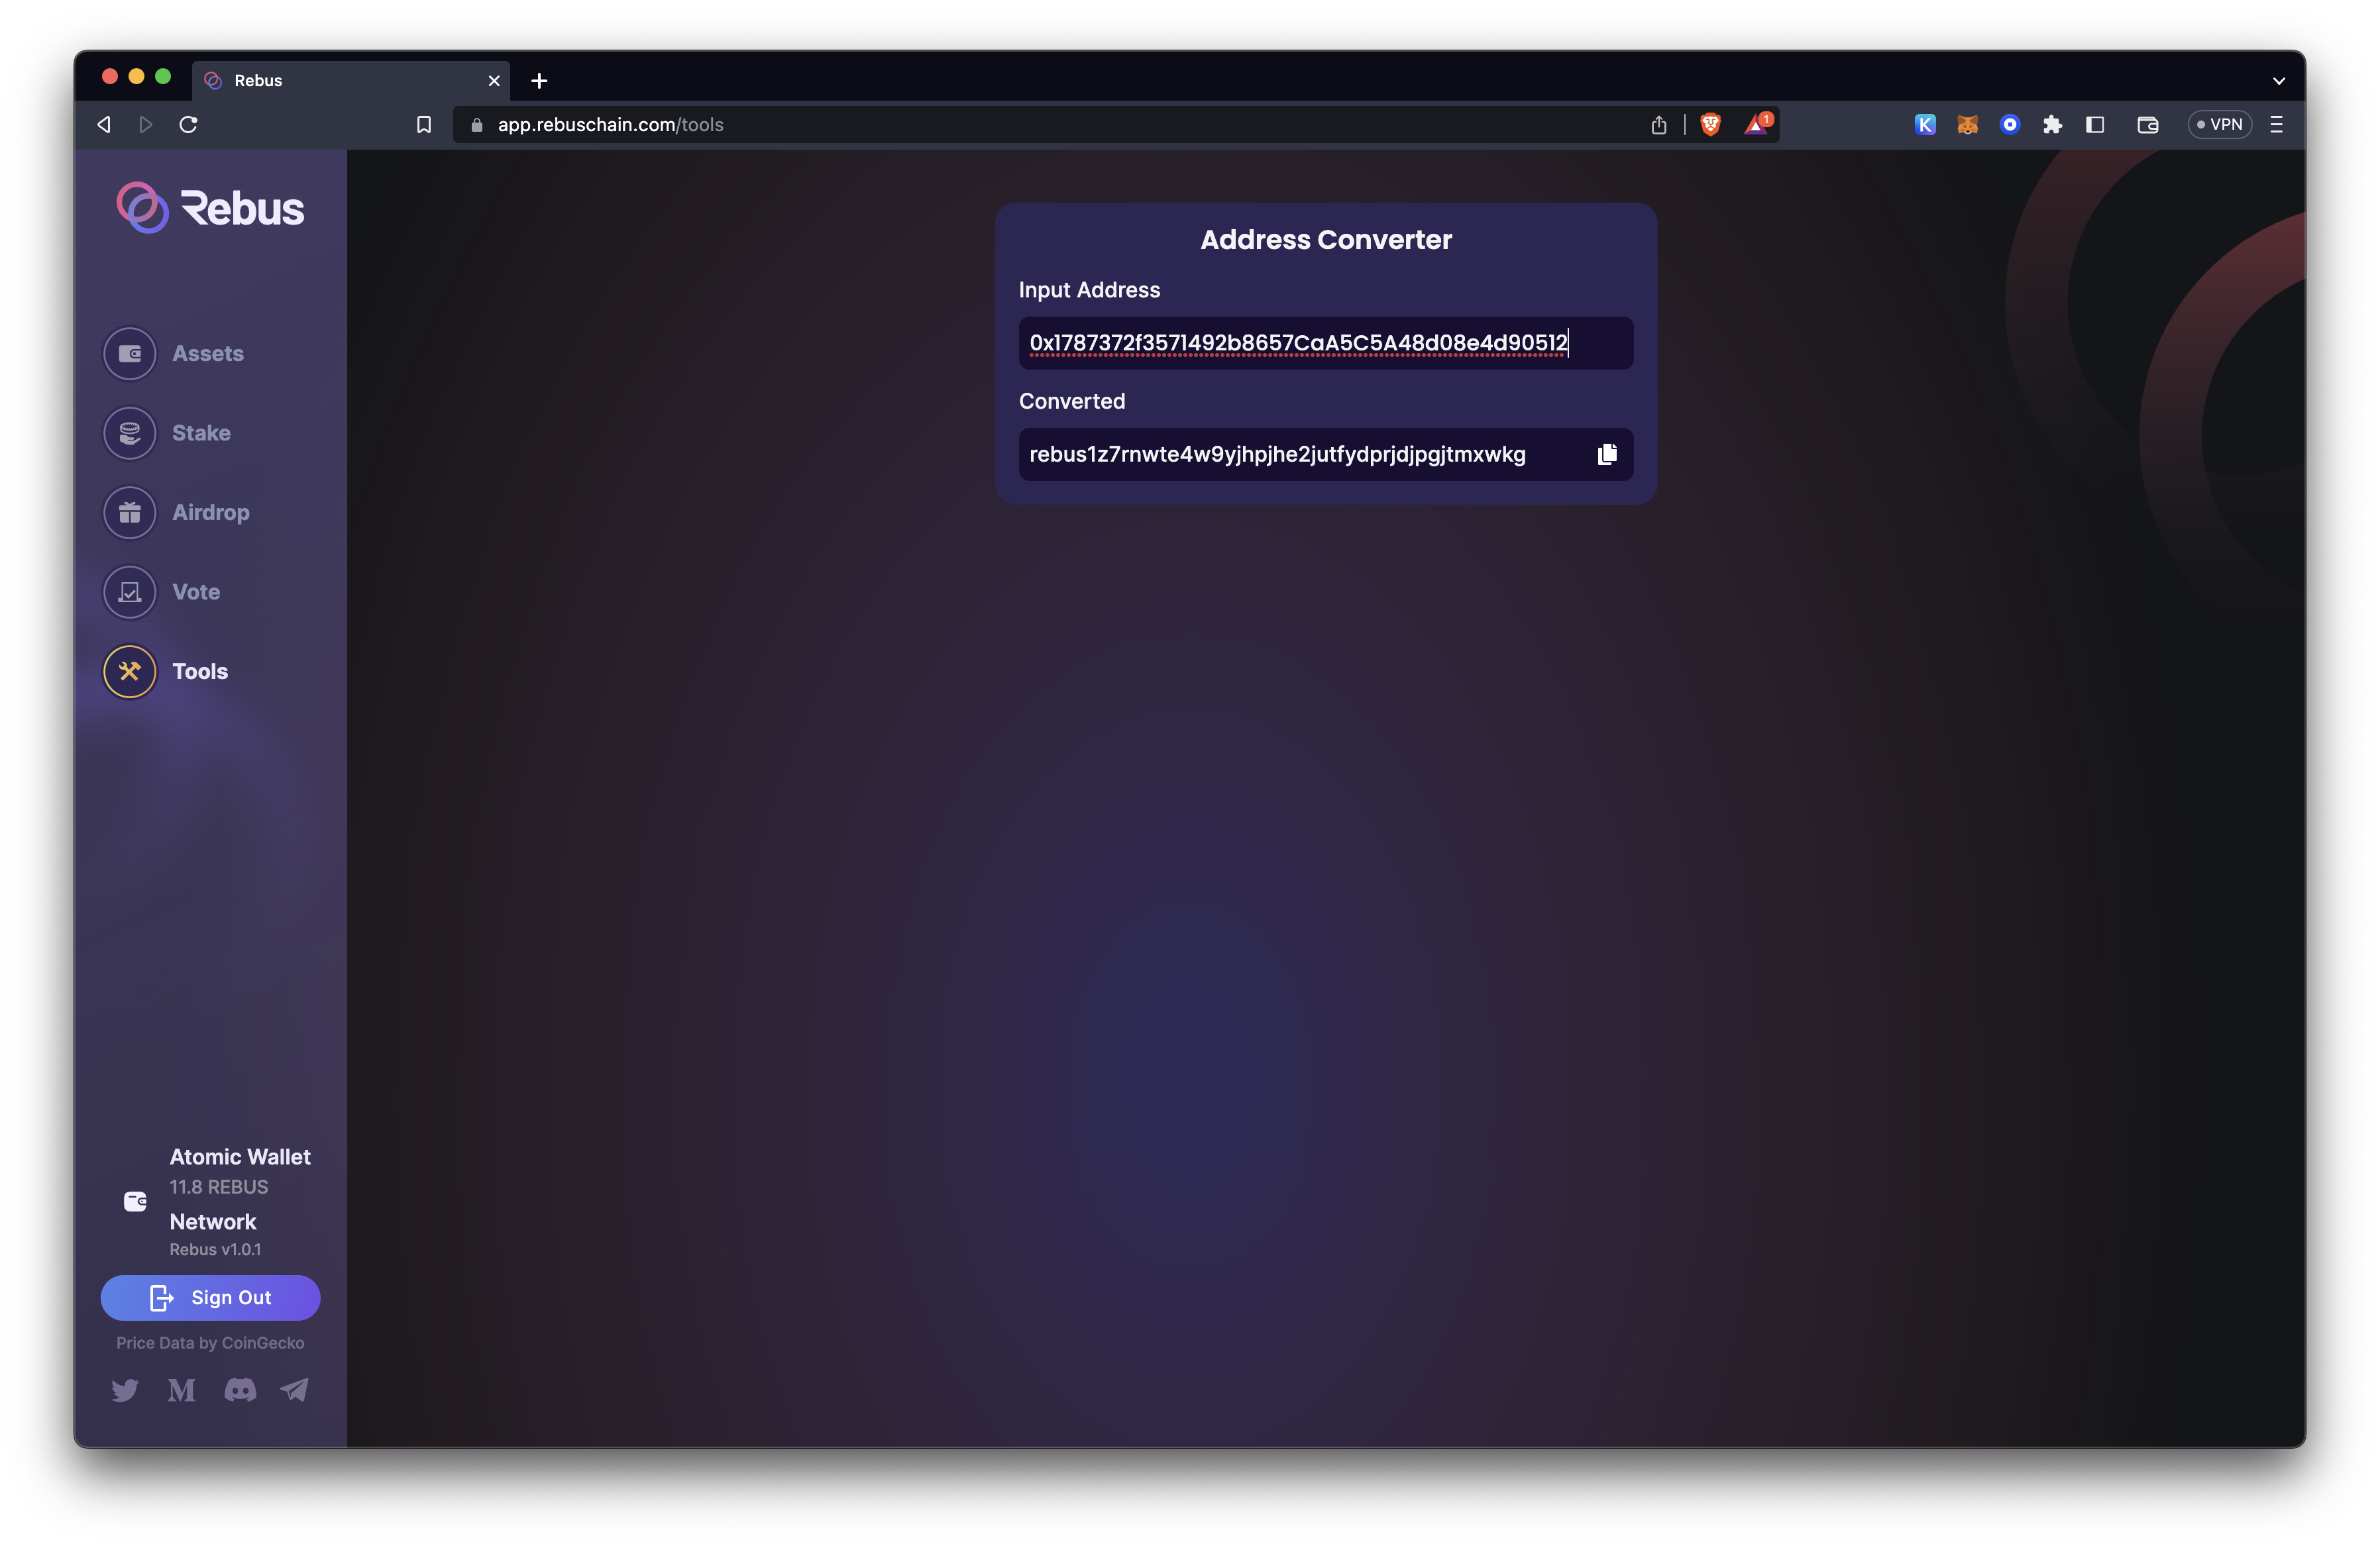 Rebus
app.rebuschain.com/tools
1
K
VPN
Rebus
Assets
Stake
Airdrop
Vote
Tools
Address Converter
Input Address
0x1787372f3571492b8657CaA5C5A48d08e4d90512
Converted
rebus1z7rnwte4w9yjhpjhe2jutfydprjdjpgjtmxwkg
Atomic Wallet
11.8 REBUS
Network
Rebus v1.0.1
Sign Out
Price Data by CoinGecko